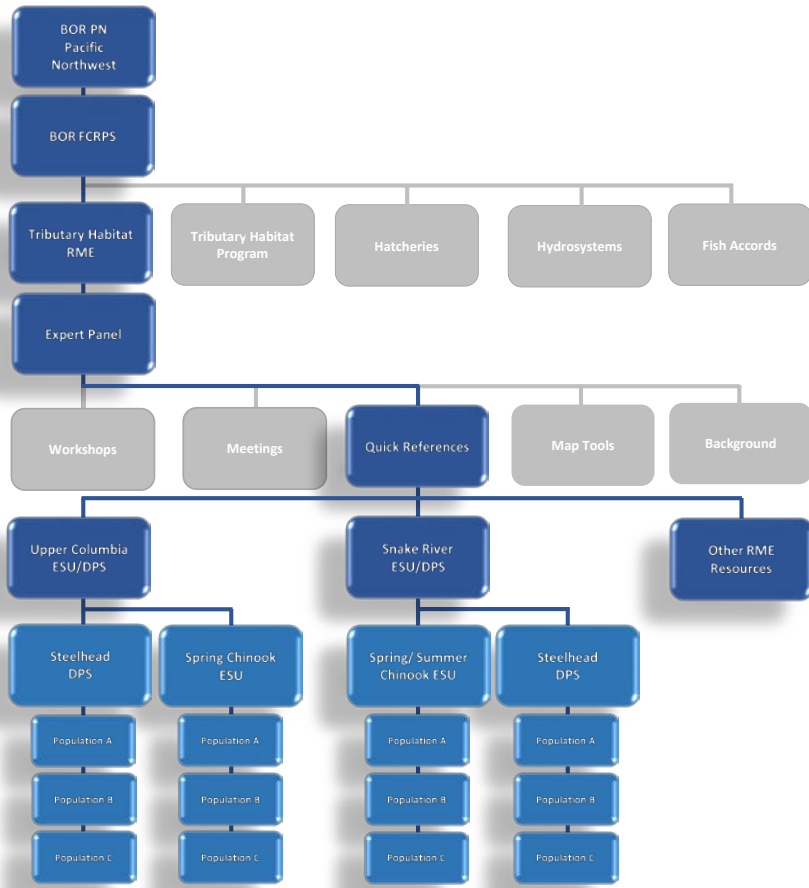 BOR PN
Pacific
Northwest
BOR FCRPS
Tributary Habitat
RME
Tributary Habitat
Program
Hatcheries
Hydrosystems
Fish Accords
Expert Panel
Workshops
Meetings
Quick References
Map Tools
Background
Upper Columbia
ESU/DPS
Snake River
ESU/DPS
Other RME
Resources
Steelhead
DPS
Spring Chinook
ESU
Spring/ Summer
Chinook ESU
Steelhead
DPS
Population A
Population A
Population A
Population A
Population B
Population B
Population B
Population B
Population C
Population C
Population C
Population C